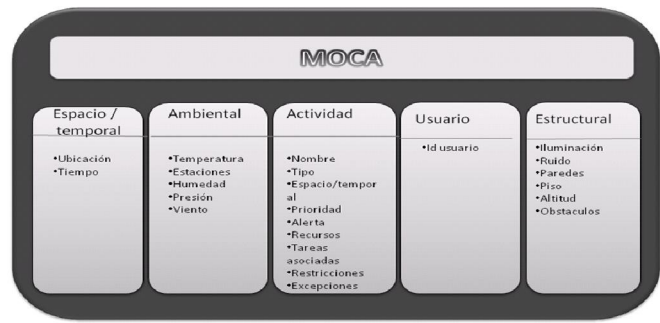 MOCA
Espacio /
temporal
•Ubicación
•Tiempo
Ambiental
•Temperatura
•Estaciones
•Humedad
•Presión
•Viento
Actividad
•Nombre
•Tipo
•Espacio/tempor
al
•Prioridad
•Alerta
•Recursos
•Tareas
asociadas
•Restricciones
•Excepciones
Usuario
•Id usuario
Estructural
•Iluminación
•Ruido
•Paredes
•Piso
•Altitud
•Obstaculos